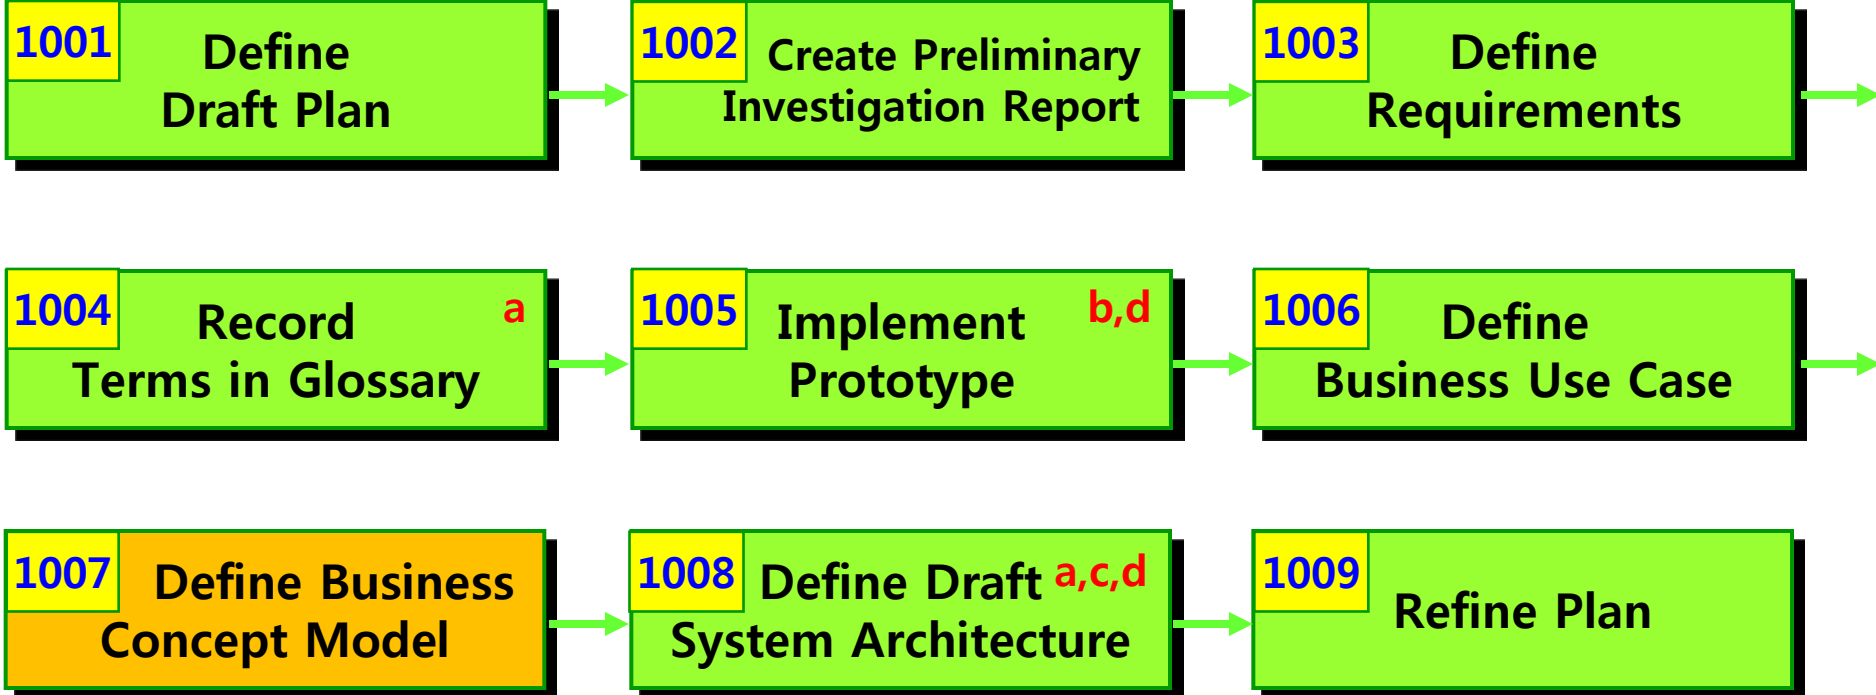 1001
Define
Draft Plan
1002
Create Preliminary
Investigation Report
1003
Define
Requirements
1004
Record
a
Terms in Glossary
1005
Implement
b,d
Prototype
1006
Define
Business Use Case
1007
Define Business
Concept Model
1008
Define Draft
a,c,d
System Architecture
1009
Refine Plan